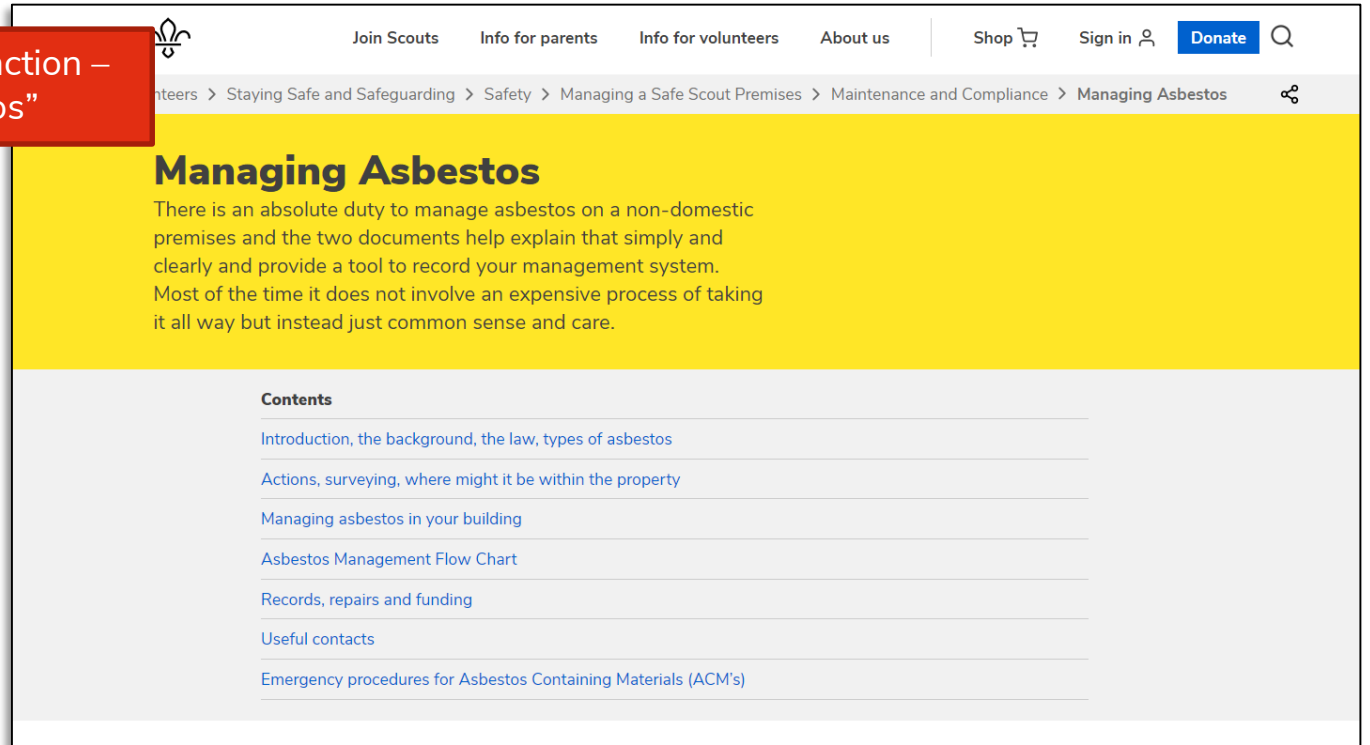 Join Scouts Info for parents Info for volunteers About us Shop Sign in Donate
Staying Safe and Safeguarding > Safety > Managing a Safe Scout Premises > Maintenance and Compliance > Managing Asbestos
Managing Asbestos
There is an absolute duty to manage asbestos on a non-domestic
premises and the two documents help explain that simply and
clearly and provide a tool to record your management system.
Most of the time it does not involve an expensive process of taking
it all way but instead just common sense and care.
Contents
Introduction, the background, the law, types of asbestos
Actions, surveying, where might it be within the property
Managing asbestos in your building
Asbestos Management Flow Chart
Records, repairs and funding
Useful contacts
Emergency procedures for Asbestos Containing Materials (ACM's)